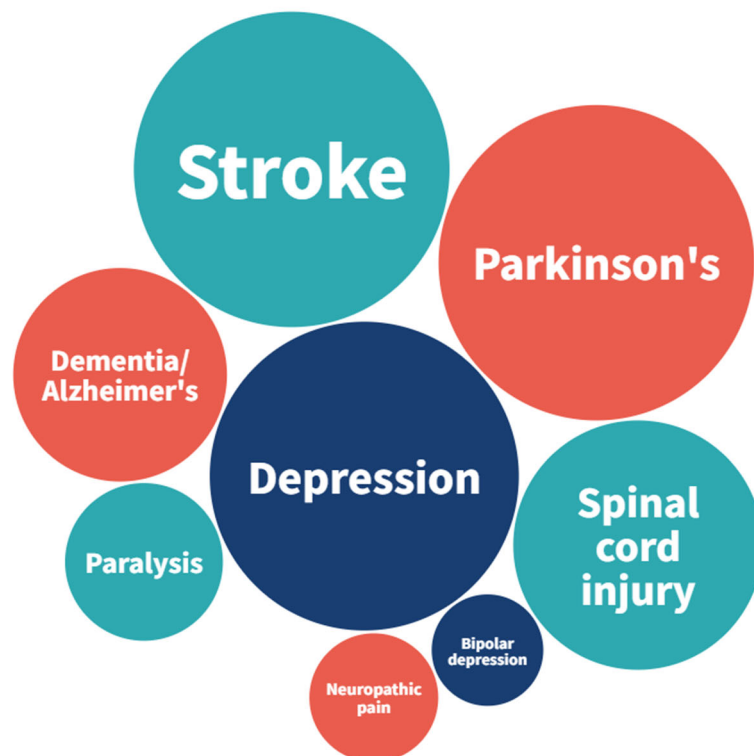 Stroke
Parkinson's
Dementia/
Alzheimer's
Depression
Spinal
cord
injury
Paralysis
Bipolar
depression
Neuropathic
pain